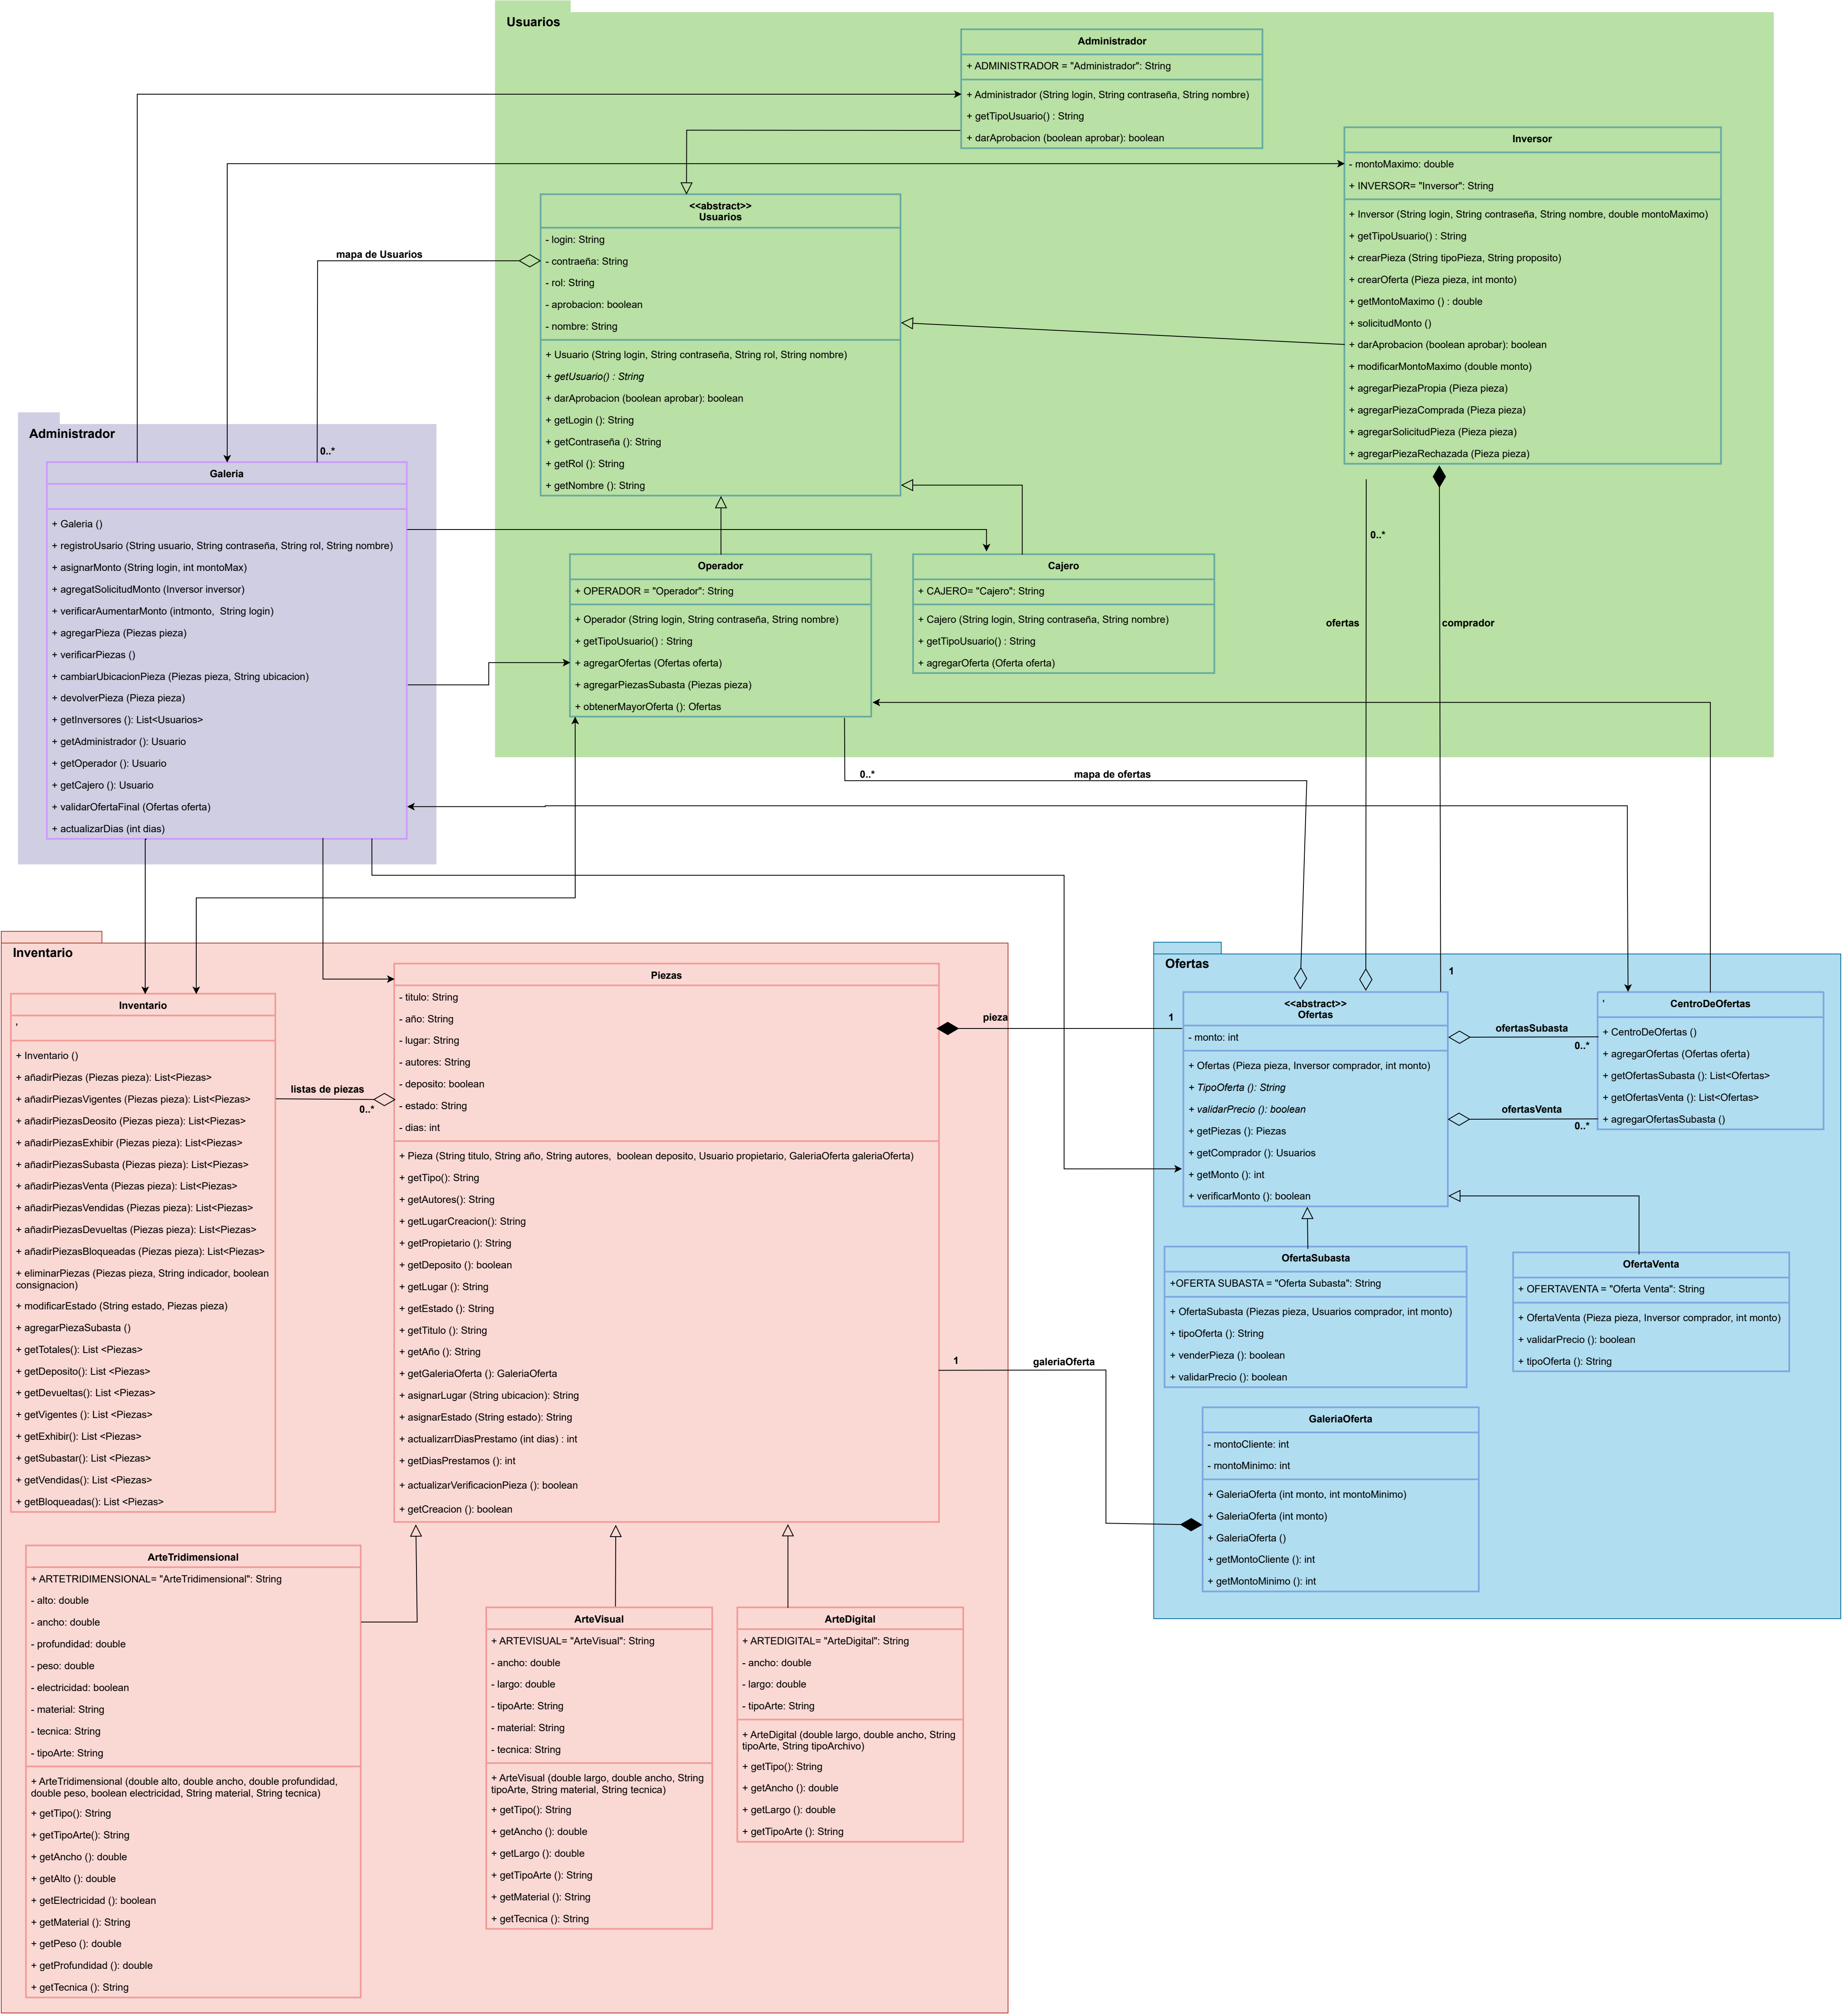 Usuarios
Administrador
+ ADMINISTRADOR = "Administrador": String
+ Administrador (String login, String contraseña, String nombre)
+ getTipoUsuario() : String
+ darAprobacion (boolean aprobar): boolean
Inversor
- montoMaximo: double
+ INVERSOR= "Inversor": String
+ Inversor (String login, String contraseña, String nombre, double montoMaximo)
+ getTipoUsuario() : String
+ crearPieza (String tipoPieza, String proposito)
+ crearOferta (Pieza pieza, int monto)
+ getMontoMaximo () : double
+ solicitudMonto ()
+ darAprobacion (boolean aprobar): boolean
+ modificarMontoMaximo (double monto)
+ agregarPiezaPropia (Pieza pieza)
+ agregarPiezaComprada (Pieza pieza)
+ agregarSolicitudPieza (Pieza pieza)
+ agregarPiezaRechazada (Pieza pieza)
<<abstract>>
Usuarios
- login: String
- contraeña: String
- rol: String
- aprobacion: boolean
- nombre: String
+ Usuario (String login, String contraseña, String rol, String nombre)
+ getUsuario() : String
+ darAprobacion (boolean aprobar): boolean
+ getLogin (): String
+ getContraseña (): String
+ getRol (): String
+ getNombre (): String
mapa de Usuarios
0..*
Administrador
Galeria
+ Galeria ()
+ registroUsario (String usuario, String contraseña, String rol, String nombre)
+ asignarMonto (String login, int montoMax)
+ agregatSolicitudMonto (Inversor inversor)
+ verificarAumentarMonto (intmonto,  String login)
+ agregarPieza (Piezas pieza)
+ verificarPiezas ()
+ cambiarUbicacionPieza (Piezas pieza, String ubicacion)
+ devolverPieza (Pieza pieza)
+ getInversores (): List<Usuarios>
+ getAdministrador (): Usuario
+ getOperador (): Usuario
+ getCajero (): Usuario
+ validarOfertaFinal (Ofertas oferta)
+ actualizarDias (int dias)
Operador
+ OPERADOR = "Operador": String
+ Operador (String login, String contraseña, String nombre)
+ getTipoUsuario() : String
+ agregarOfertas (Ofertas oferta)
+ agregarPiezasSubasta (Piezas pieza)
+ obtenerMayorOferta (): Ofertas
Cajero
+ CAJERO= "Cajero": String
+ Cajero (String login, String contraseña, String nombre)
+ getTipoUsuario() : String
+ agregarOferta (Oferta oferta)
0..*
ofertas
comprador
0..*
mapa de ofertas
Inventario
Inventario
'
+ Inventario ()
+ añadirPiezas (Piezas pieza): List<Piezas>
+ añadirPiezasVigentes (Piezas pieza): List<Piezas>
+ añadirPiezasDeosito (Piezas pieza): List<Piezas>
+ añadirPiezasExhibir (Piezas pieza): List<Piezas>
+ añadirPiezasSubasta (Piezas pieza): List<Piezas>
+ añadirPiezasVenta (Piezas pieza): List<Piezas>
+ añadirPiezasVendidas (Piezas pieza): List<Piezas>
+ añadirPiezasDevueltas (Piezas pieza): List<Piezas>
+ añadirPiezasBloqueadas (Piezas pieza): List<Piezas>
+ eliminarPiezas (Piezas pieza, String indicador, boolean
consignacion)
+ modificarEstado (String estado, Piezas pieza)
+ agregarPiezaSubasta ()
+ getTotales(): List <Piezas>
+ getDeposito(): List <Piezas>
+ getDevueltas(): List <Piezas>
+ getVigentes (): List <Piezas>
+ getExhibir(): List <Piezas>
+ getSubastar(): List <Piezas>
+ getVendidas(): List <Piezas>
+ getBloqueadas(): List <Piezas>
listas de piezas
0..*
Piezas
- titulo: String
- año: String
- lugar: String
- autores: String
- deposito: boolean
- estado: String
- dias: int
+ Pieza (String titulo, String año, String autores,  boolean deposito, Usuario propietario, GaleriaOferta galeriaOferta)
+ getTipo(): String
+ getAutores(): String
+ getLugarCreacion(): String
+ getPropietario (): String
+ getDeposito (): boolean
+ getLugar (): String
+ getEstado (): String
+ getTitulo (): String
+ getAño (): String
+ getGaleriaOferta (): GaleriaOferta
+ asignarLugar (String ubicacion): String
+ asignarEstado (String estado): String
+ actualizarrDiasPrestamo (int dias) : int
+ getDiasPrestamos (): int
+ actualizarVerificacionPieza (): boolean
+ getCreacion (): boolean
pieza
1
1
galeriaOferta
ArteTridimensional
+ ARTETRIDIMENSIONAL= "ArteTridimensional": String
- alto: double
- ancho: double
- profundidad: double
- peso: double
- electricidad: boolean
- material: String
- tecnica: String
- tipoArte: String
+ ArteTridimensional (double alto, double ancho, double profundidad,
double peso, boolean electricidad, String material, String tecnica)
+ getTipo(): String
+ getTipoArte(): String
+ getAncho (): double
+ getAlto (): double
+ getElectricidad (): boolean
+ getMaterial (): String
+ getPeso (): double
+ getProfundidad (): double
+ getTecnica (): String
ArteVisual
+ ARTEVISUAL= "ArteVisual": String
- ancho: double
- largo: double
- tipoArte: String
- material: String
- tecnica: String
+ ArteVisual (double largo, double ancho, String
tipoArte, String material, String tecnica)
+ getTipo(): String
+ getAncho (): double
+ getLargo (): double
+ getTipoArte (): String
+ getMaterial (): String
+ getTecnica (): String
ArteDigital
+ ARTEDIGITAL= "ArteDigital": String
- ancho: double
- largo: double
- tipoArte: String
+ ArteDigital (double largo, double ancho, String
tipoArte, String tipoArchivo)
+ getTipo(): String
+ getAncho (): double
+ getLargo (): double
+ getTipoArte (): String
Ofertas
1
<<abstract>>
Ofertas
- monto: int
+ Ofertas (Pieza pieza, Inversor comprador, int monto)
+ TipoOferta (): String
+ validarPrecio (): boolean
+ getPiezas (): Piezas
+ getComprador (): Usuarios
+ getMonto (): int
+ verificarMonto (): boolean
ofertasSubasta
0..*
ofertasVenta
0..*
'
CentroDeOfertas
+ CentroDeOfertas ()
+ agregarOfertas (Ofertas oferta)
+ getOfertasSubasta (): List<Ofertas>
+ getOfertasVenta (): List<Ofertas>
+ agregarOfertasSubasta ()
OfertaSubasta
+OFERTA SUBASTA = "Oferta Subasta": String
+ OfertaSubasta (Piezas pieza, Usuarios comprador, int monto)
+ tipoOferta (): String
+ venderPieza (): boolean
+ validarPrecio (): boolean
OfertaVenta
+ OFERTAVENTA = "Oferta Venta": String
+ OfertaVenta (Pieza pieza, Inversor comprador, int monto)
+ validarPrecio (): boolean
+ tipoOferta (): String
GaleriaOferta
- montoCliente: int
- montoMinimo: int
+ GaleriaOferta (int monto, int montoMinimo)
+ GaleriaOferta (int monto)
+ GaleriaOferta ()
+ getMontoCliente (): int
+ getMontoMinimo (): int